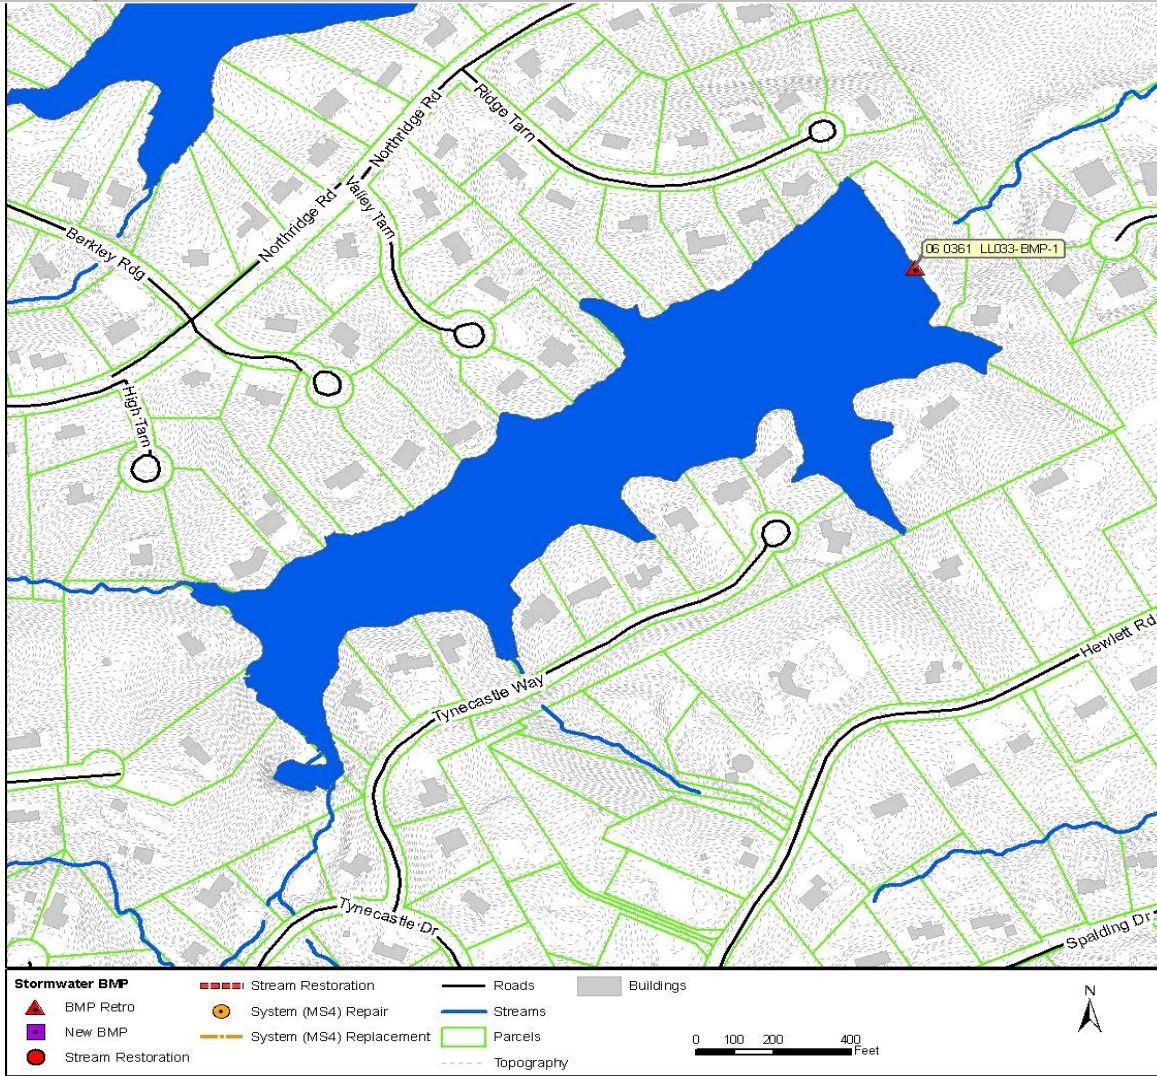 Northridge Rd
Ridge Tarn
Valley Tarn
Northridge Rd
Berkley Rdg
06 0361 LL033-BMP-1
High Tarn
Hewlett Rd
Tynecastle Way
Tynecastle Dr
Spalding Dr
Stormwater BMP
BMP Retro
New BMP
Stream Restoration
Stream Restoration
System (MS4) Repair
System (MS4) Replacement
Roads
Streams
Parcels
Topography
Buildings
0 100 200 400
Feet
N